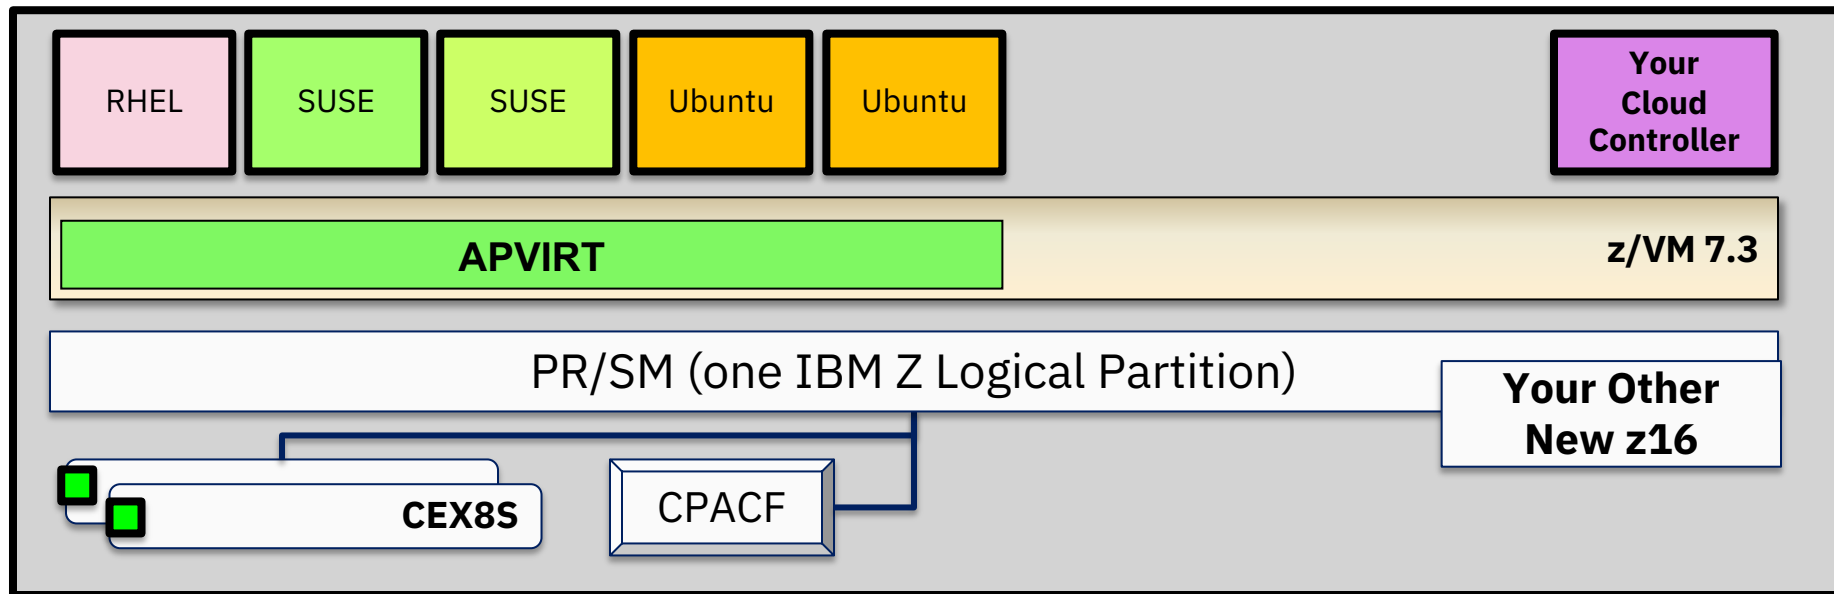 RHEL
SUSE
SUSE
Ubuntu
Ubuntu
Your
Cloud
Controller
APVIRT
z/VM 7.3
PR/SM (one IBM Z Logical Partition)
Your Other
New z16
CEX8S
CPACF